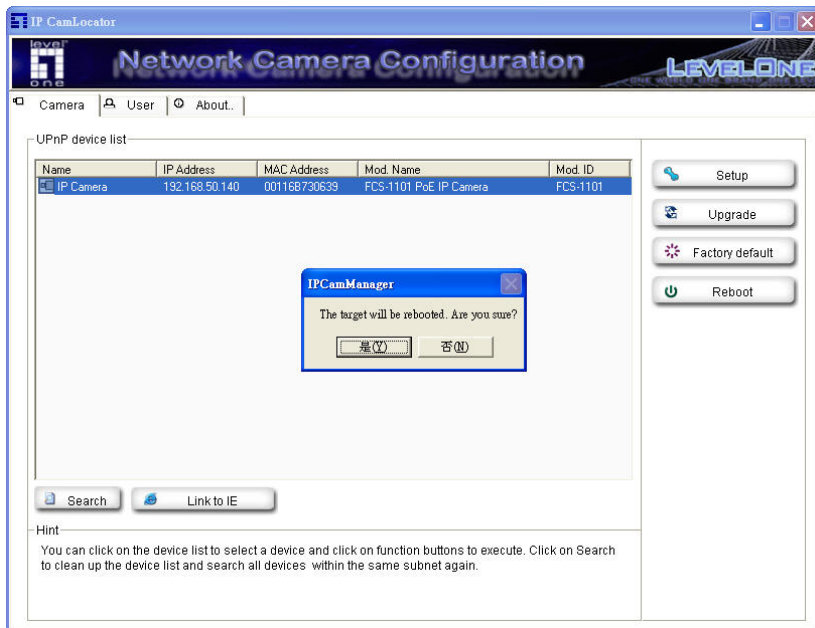 IP CamLocator
level
one
Network Camera Configuration
LEVELONE
Camera User About..
UPnP device list
Name IP Address MAC Address Mod. Name Mod. ID
IP Camera 192.168.50.140 00116B730639 FCS-1101 PoE IP Camera FCS-1101
Setup
Upgrade
Factory default
Reboot
IPCamManager
The target will be rebooted. Are you sure?
是(Y) 否(N)
Search Link to IE
Hint
You can click on the device list to select a device and click on function buttons to execute. Click on Search
to clean up the device list and search all devices within the same subnet again.